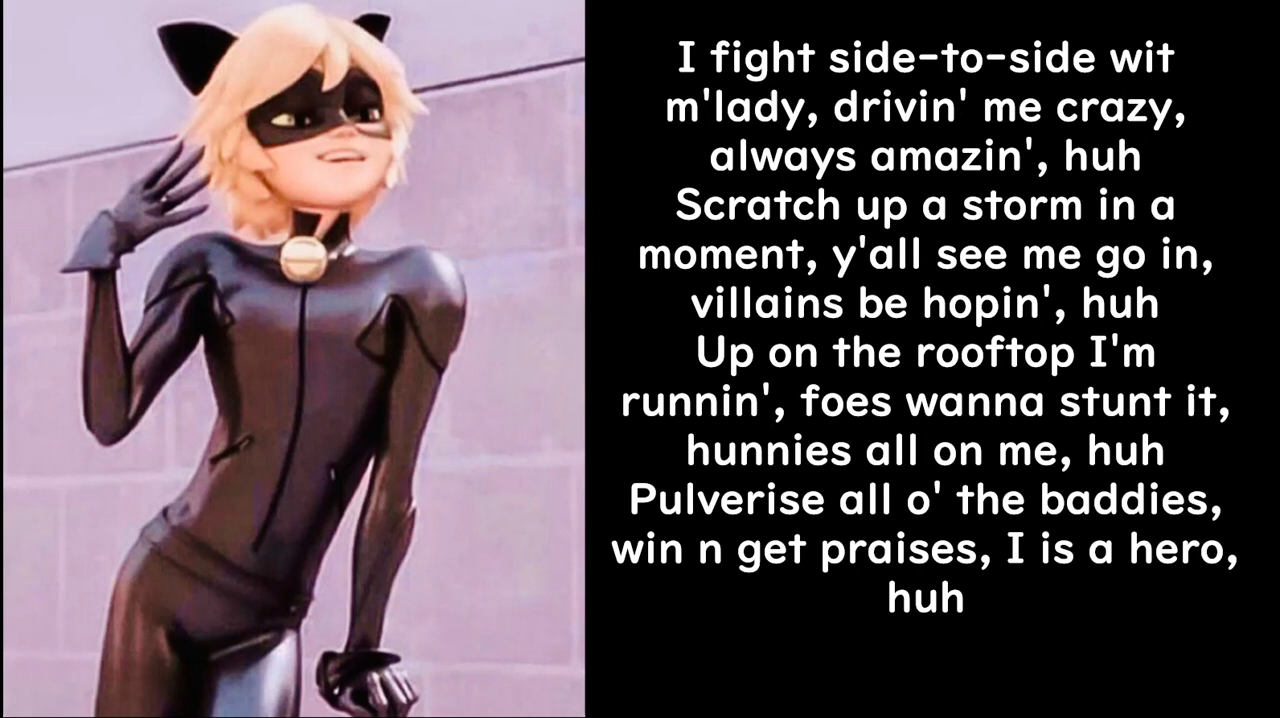 I fight side-to-side wit
m'lady, drivin' me crazy,
always amazin', huh
Scratch up a storm in a
moment, y'all see me go in,
villains be hopin', huh
Up on the rooftop I'm
runnin', foes wanna stunt it,
hunnies all on me, huh
Pulverise all o' the baddies,
win n get praises, I is a hero,
huh